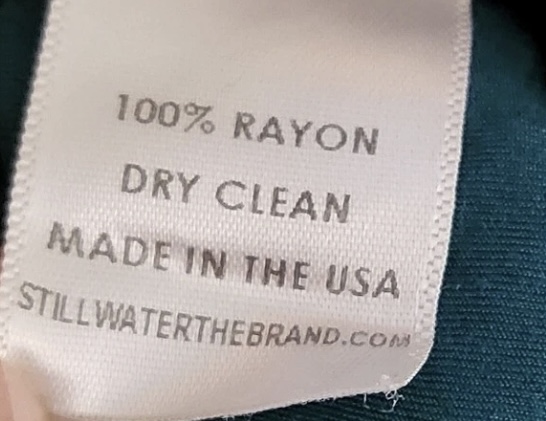 100% RAYON
DRY CLEAN
MADE IN THE USA
STILLWATERTHEBRAND.COM